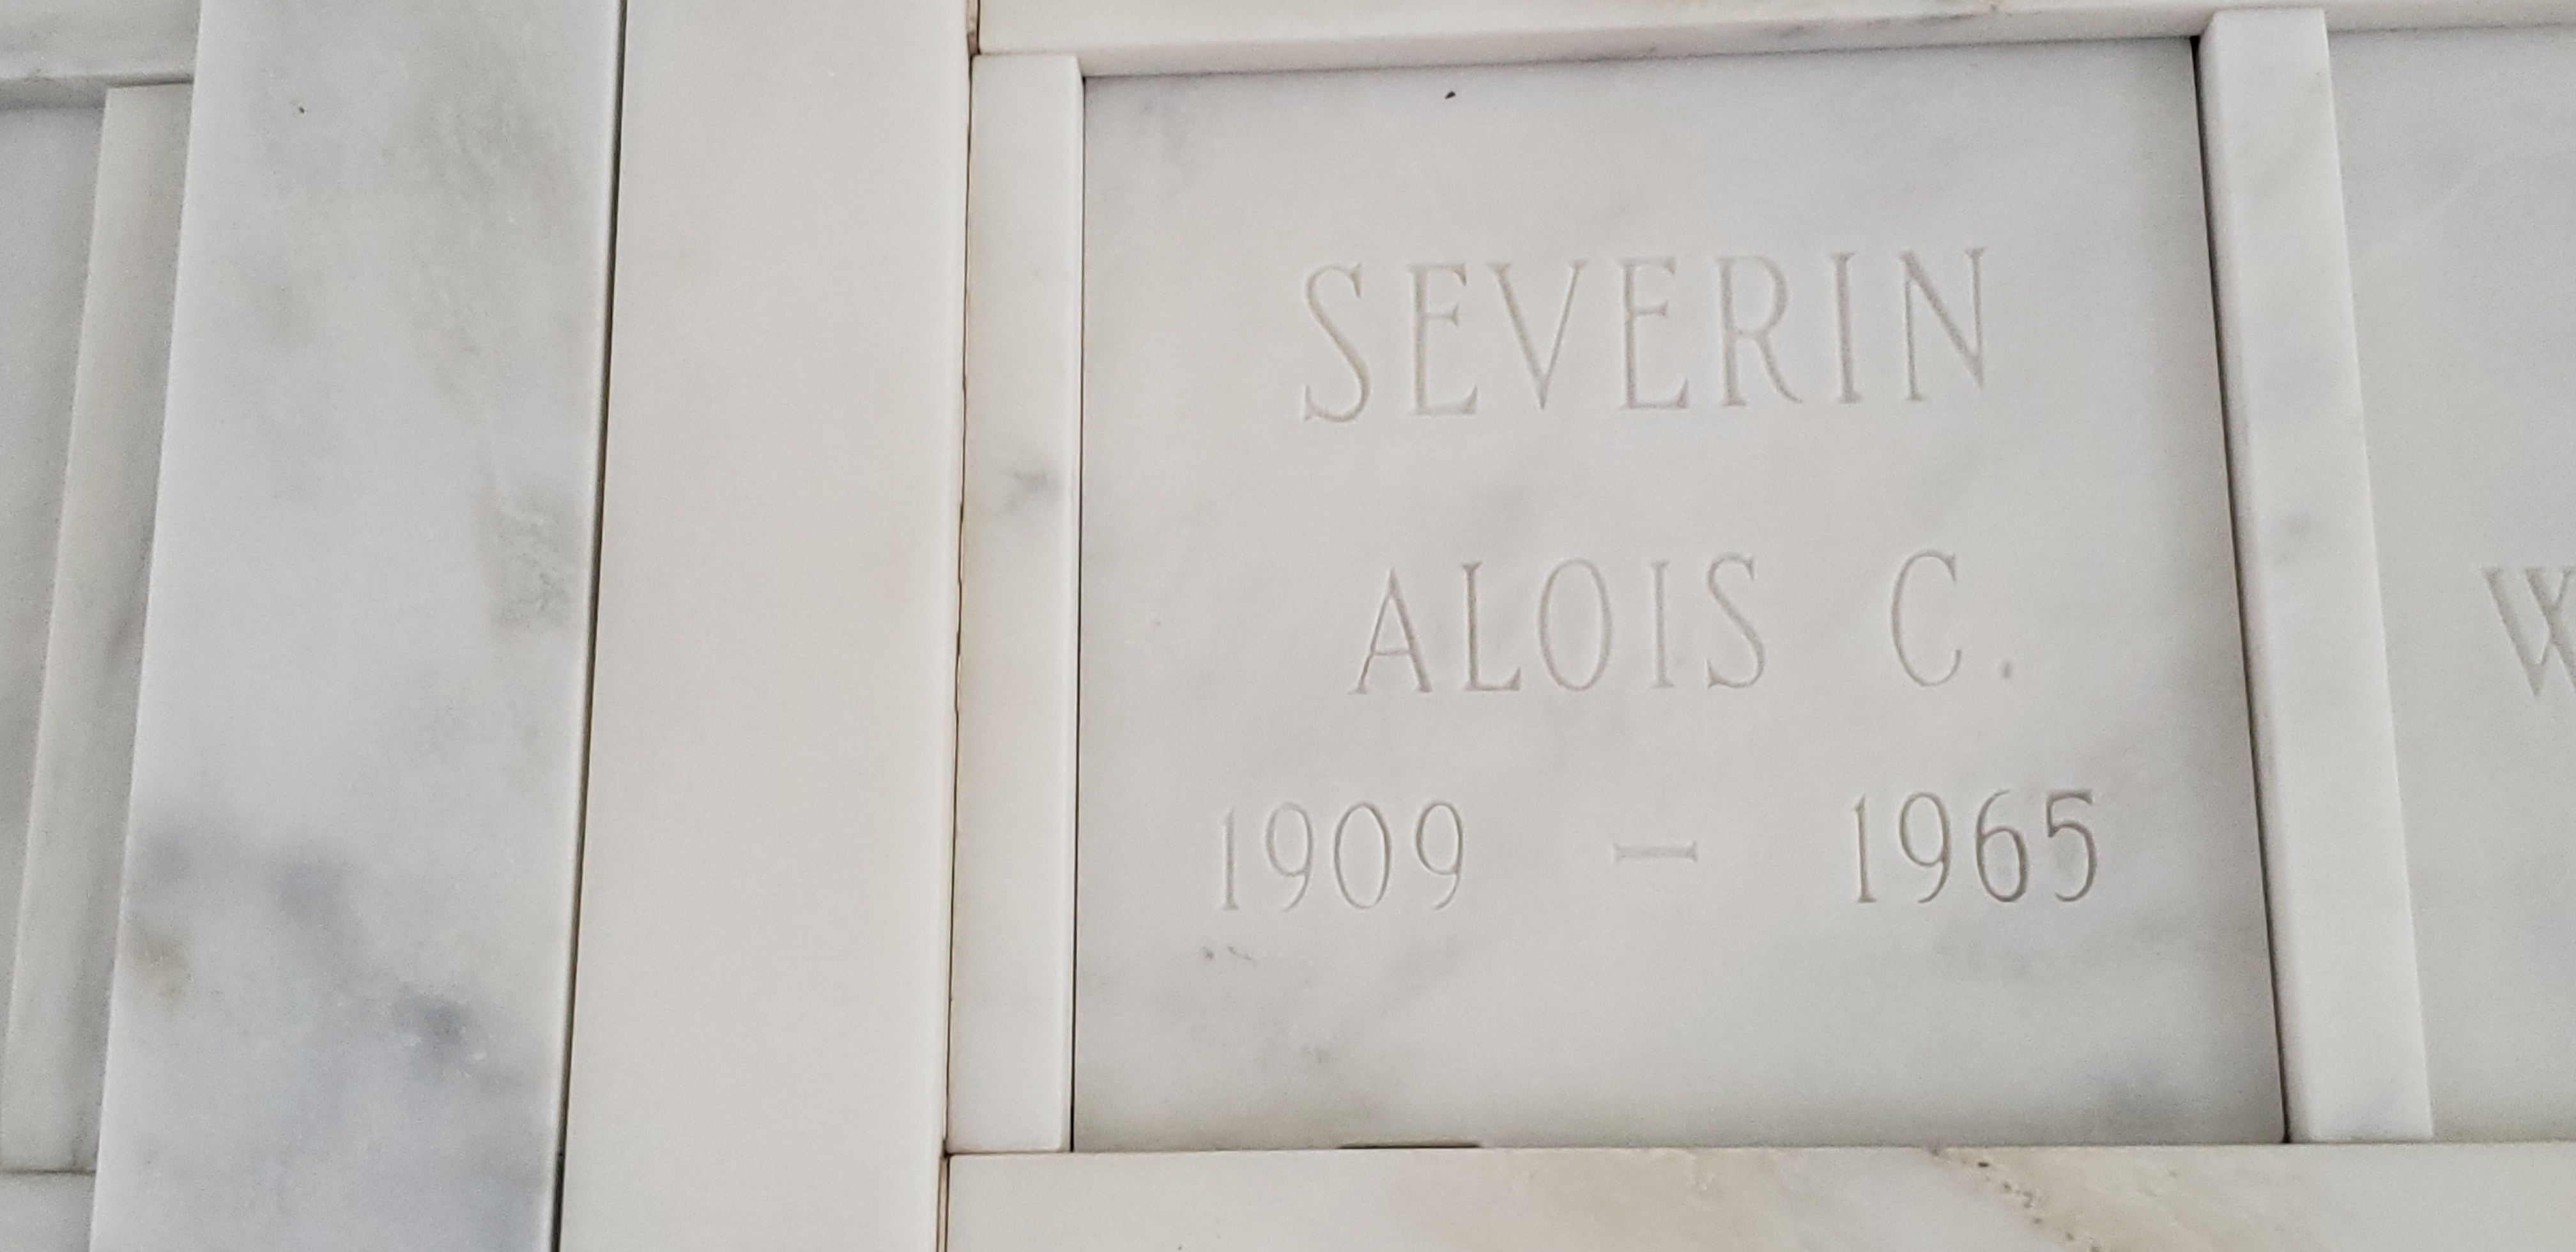 SEVERIN
ALOIS C.
1909 – 1965